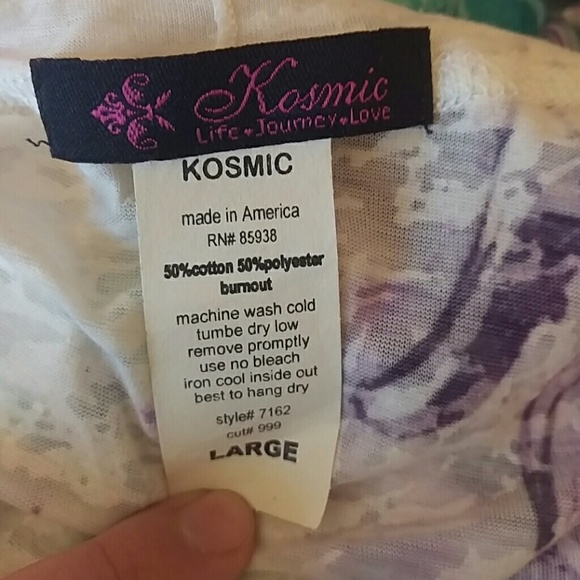 Kosmic
Life • Journey • Love
KOSMIC
made in America
RN# 85938
50%cotton 50%polyester
burnout
machine wash cold
tumbe dry low
remove promptly
use no bleach
iron cool inside out
best to hang dry
style# 7162
cut# 999
LARGE